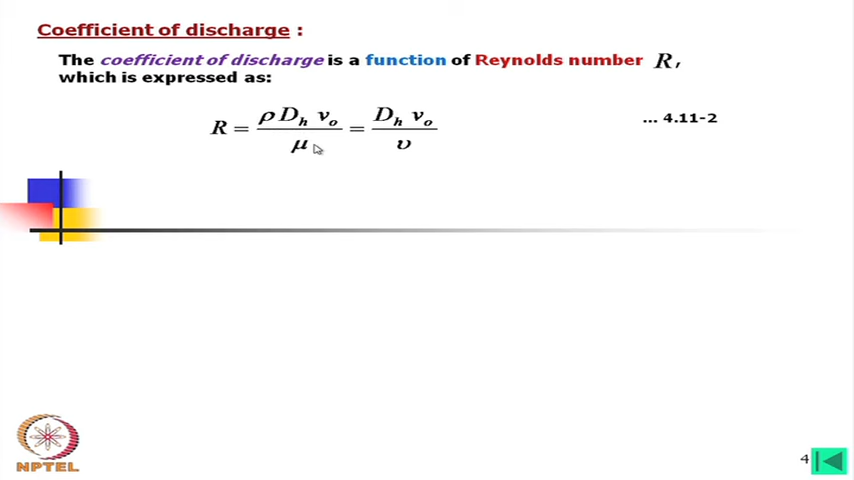 Coefficient of discharge :
The coefficient of discharge is a function of Reynolds number R,
which is expressed as:
R = ρ D_h v_o / μ = D_h v_o / υ ... 4.11-2
NPTEL
4